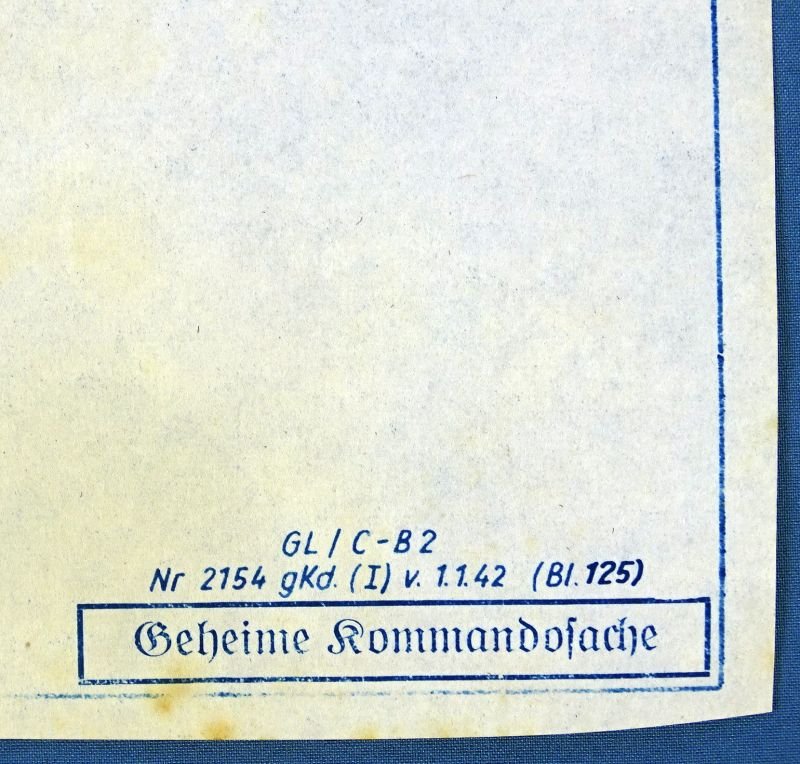 GL / C-B2
Nr 2154 gKd. (I) v. 1.1.42 (Bl. 125)
Geheime Kommandoſache